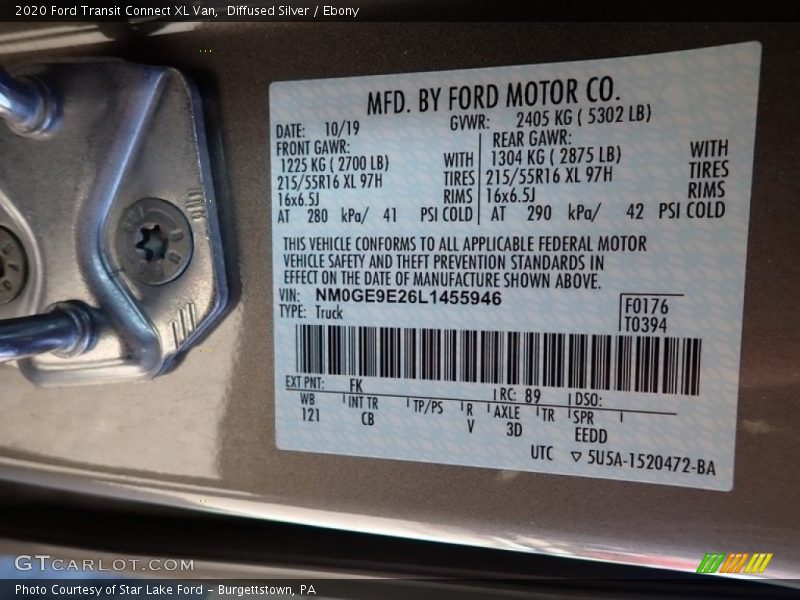 2020 Ford Transit Connect XL Van,  Diffused Silver / Ebony
MFD. BY FORD MOTOR CO.
DATE: 10/19 GVWR: 2405 KG ( 5302 LB)
FRONT GAWR: REAR GAWR:
1225 KG ( 2700 LB) WITH 1304 KG ( 2875 LB) WITH
215/55R16 XL 97H TIRES 215/55R16 XL 97H TIRES
16x6.5J RIMS 16x6.5J RIMS
AT 280 kPa/ 41 PSI COLD AT 290 kPa/ 42 PSI COLD
THIS VEHICLE CONFORMS TO ALL APPLICABLE FEDERAL MOTOR
VEHICLE SAFETY AND THEFT PREVENTION STANDARDS IN
EFFECT ON THE DATE OF MANUFACTURE SHOWN ABOVE.
VIN: NM0GE9E26L1455946 F0176
TYPE: Truck T0394
EXT PNT: FK RC: 89 DSO:
WB INT TR TP/PS R AXLE TR SPR
121 CB V 3D EEDD
UTC ▽ 5U5A-1520472-BA
GTCARLOT.COM
Photo Courtesy of Star Lake Ford – Burgettstown, PA